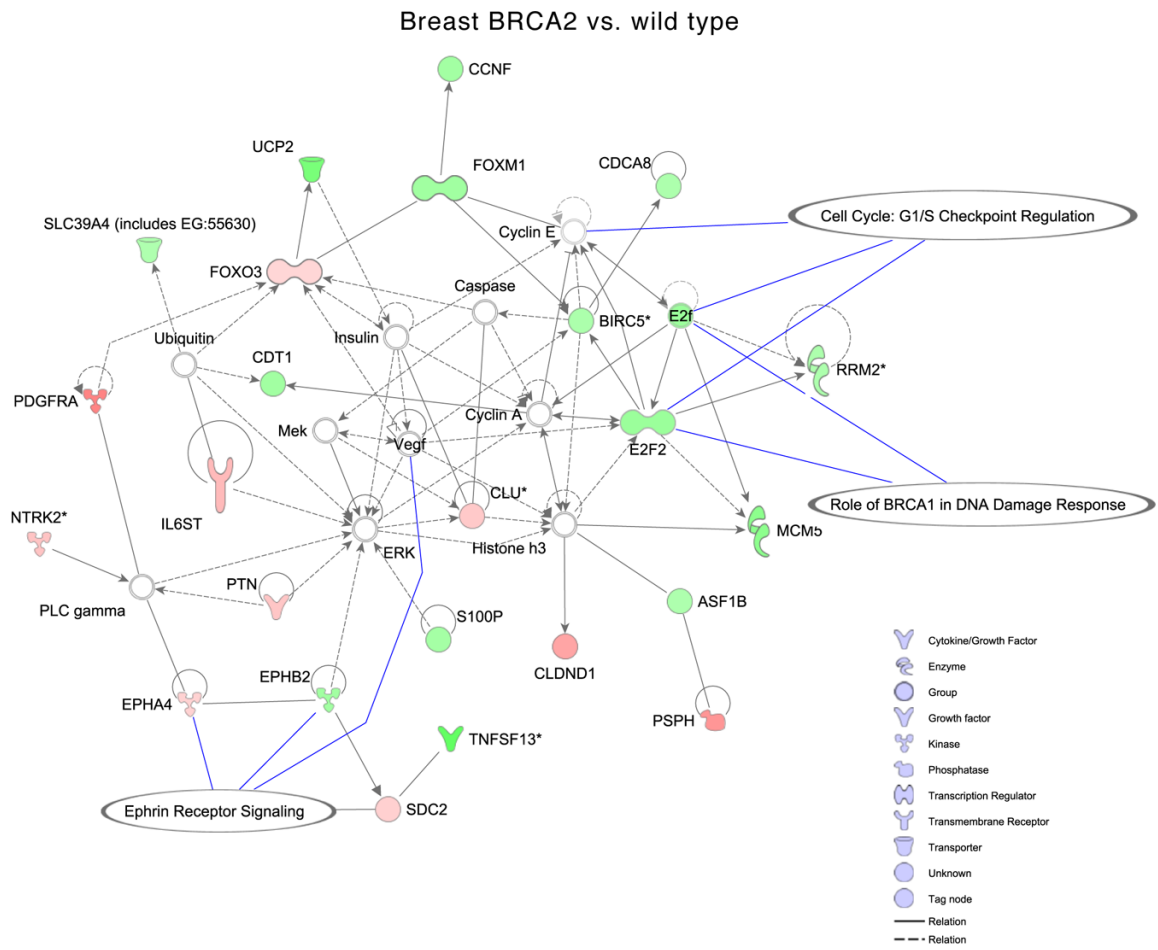 Breast BRCA2 vs. wild type
CCNF
UCP2
FOXM1
CDCA8
SLC39A4 (includes EG:55630)
Cyclin E
Cell Cycle: G1/S Checkpoint Regulation
FOXO3
Caspase
Ubiquitin
Insulin
BIRC5*
E2f
CDT1
RRM2*
PDGFRA
Mek
Vegf
Cyclin A
E2F2
CLU*
Role of BRCA1 in DNA Damage Response
NTRK2*
IL6ST
ERK
Histone h3
MCM5
PLC gamma
PTN
S100P
ASF1B
CLDND1
EPHA4
EPHB2
PSPH
TNFSF13*
Ephrin Receptor Signaling
SDC2
Cytokine/Growth Factor
Enzyme
Group
Growth factor
Kinase
Phosphatase
Transcription Regulator
Transmembrane Receptor
Transporter
Unknown
Tag node
Relation
Relation